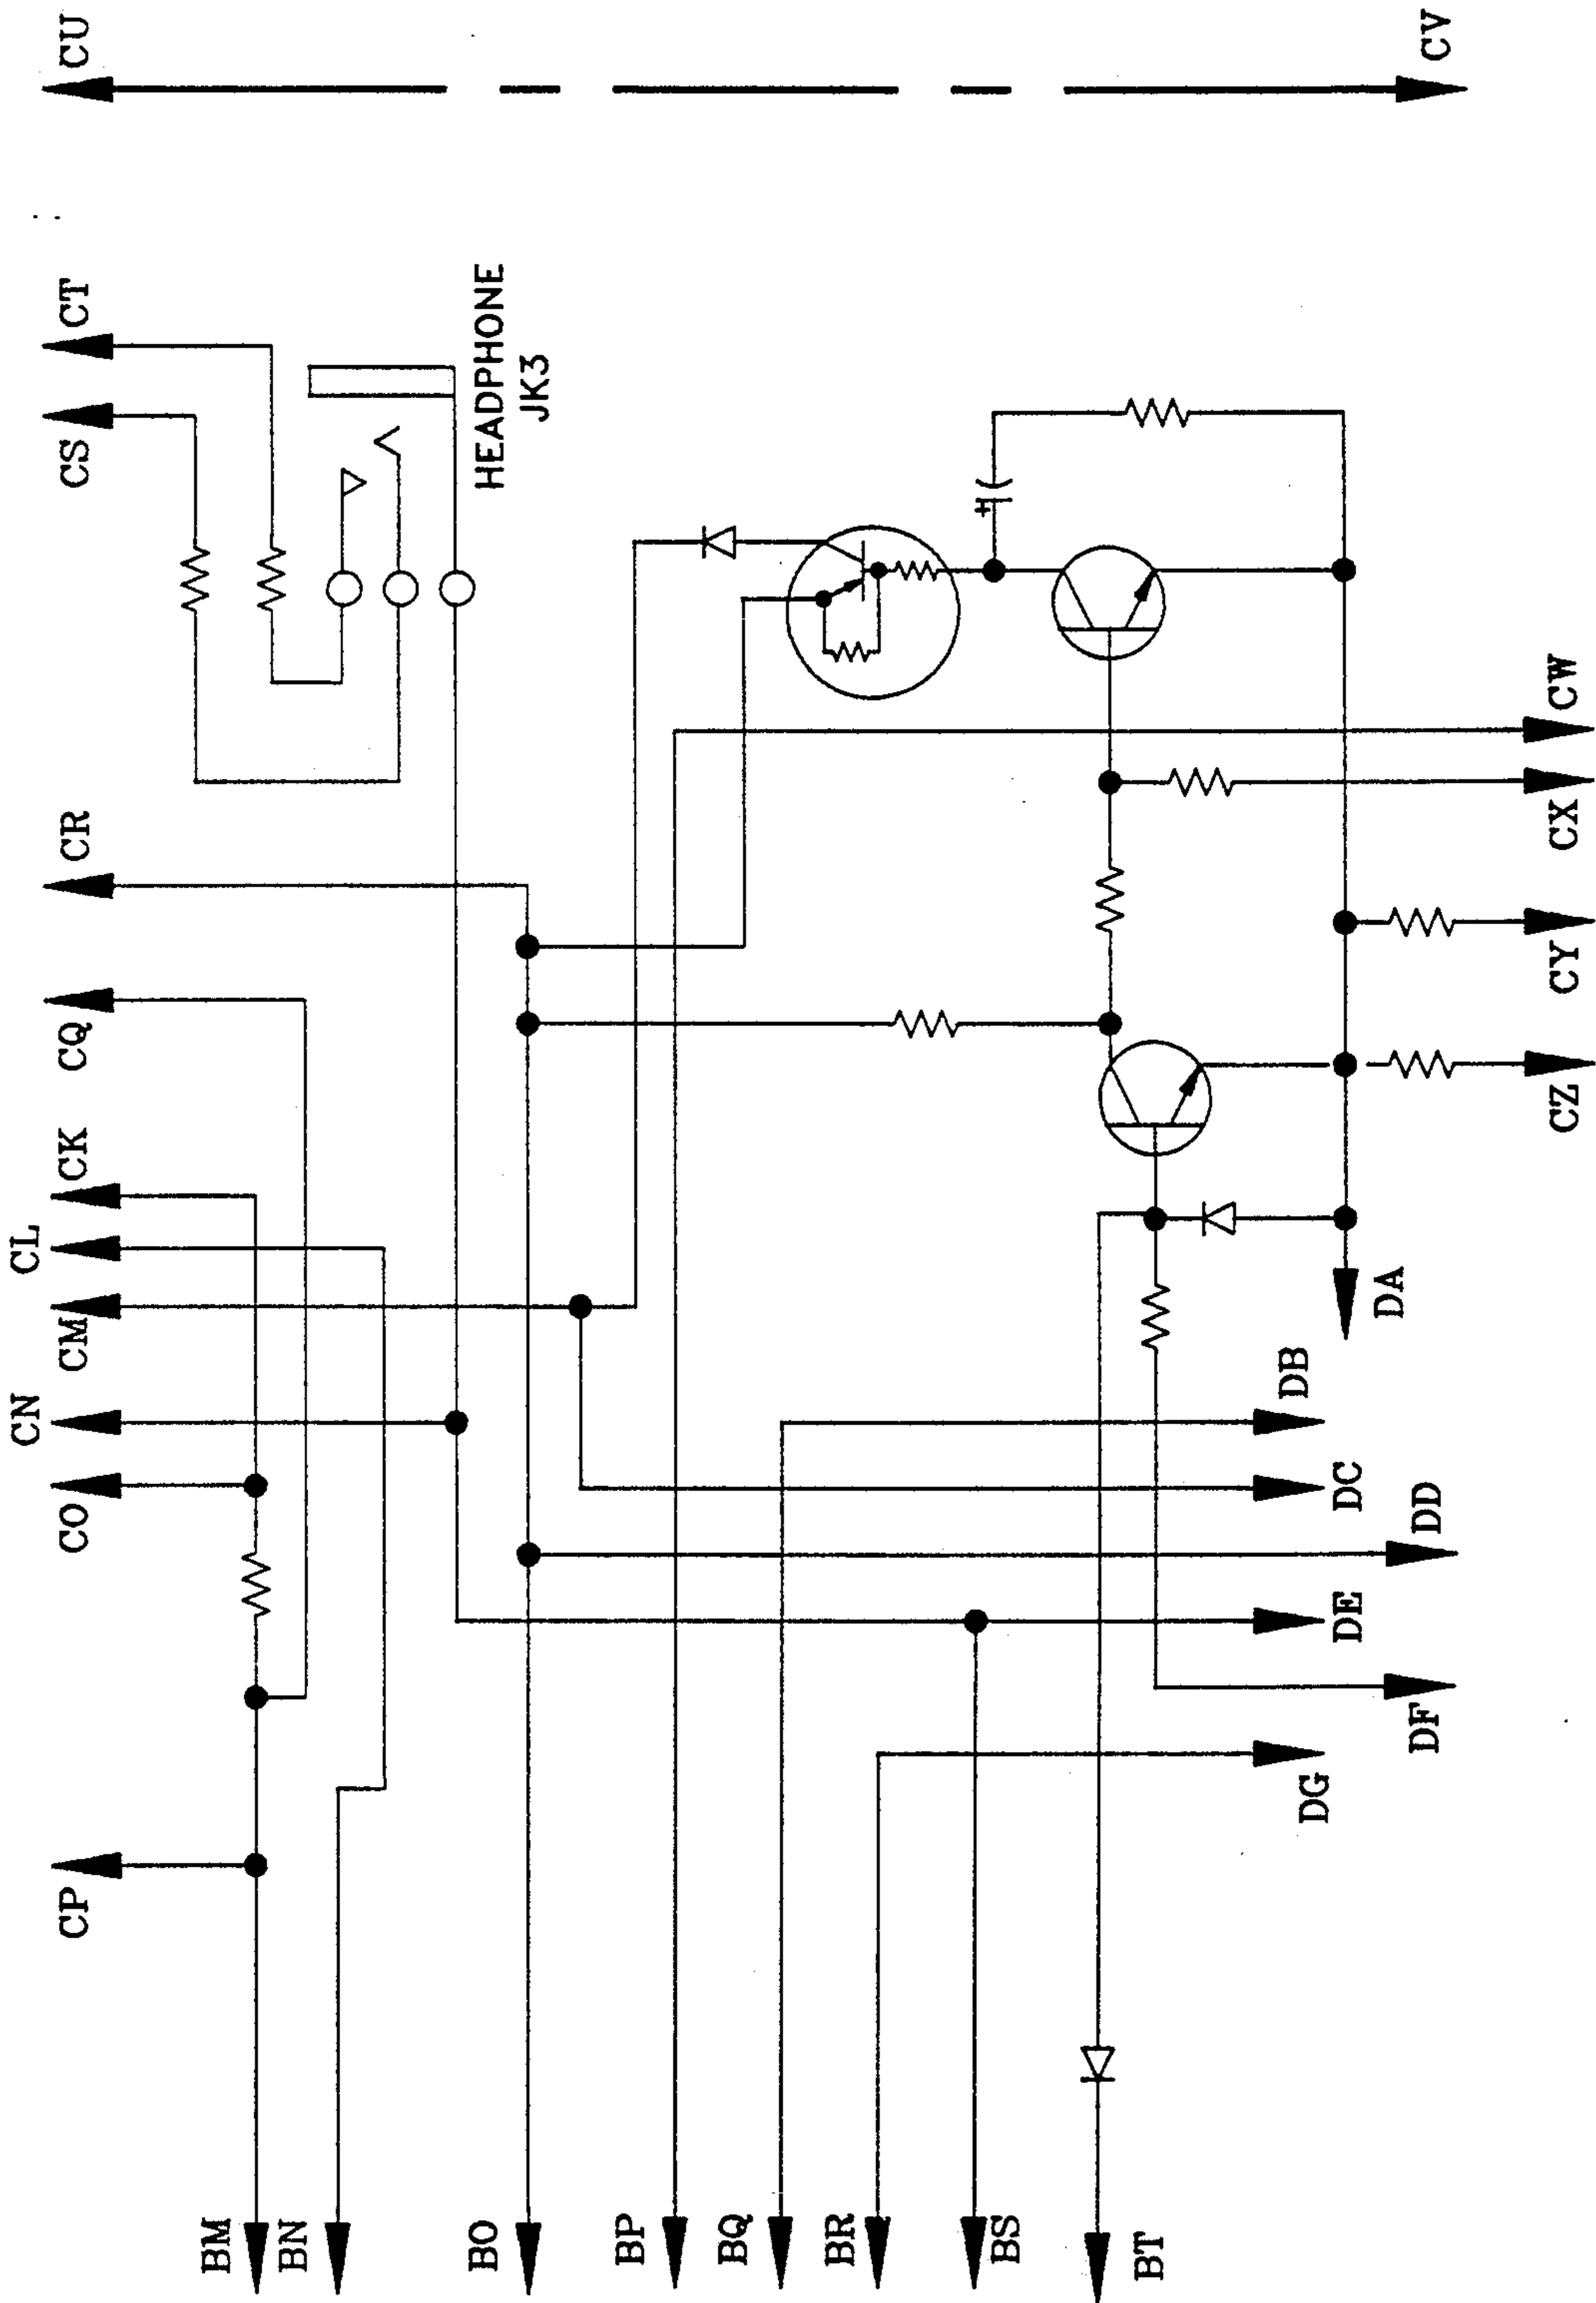 CU
CV
CT
CS
HEADPHONE
JK3
CR
CQ
CW
CX
CY
CZ
CK
CL
CM
CN
CO
DA
DB
DC
DD
DE
DF
DG
CP
BM
BN
BO
BP
BQ
BR
BS
BT